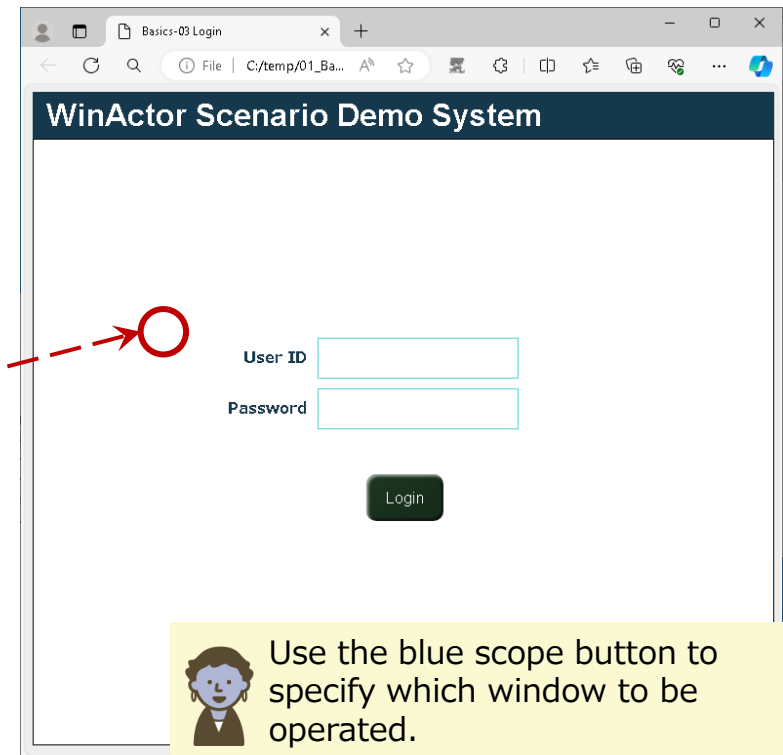 Basics-03 Login
File | C:/temp/01_Ba...
WinActor Scenario Demo System
User ID
Password
Login
Use the blue scope button to
specify which window to be
operated.